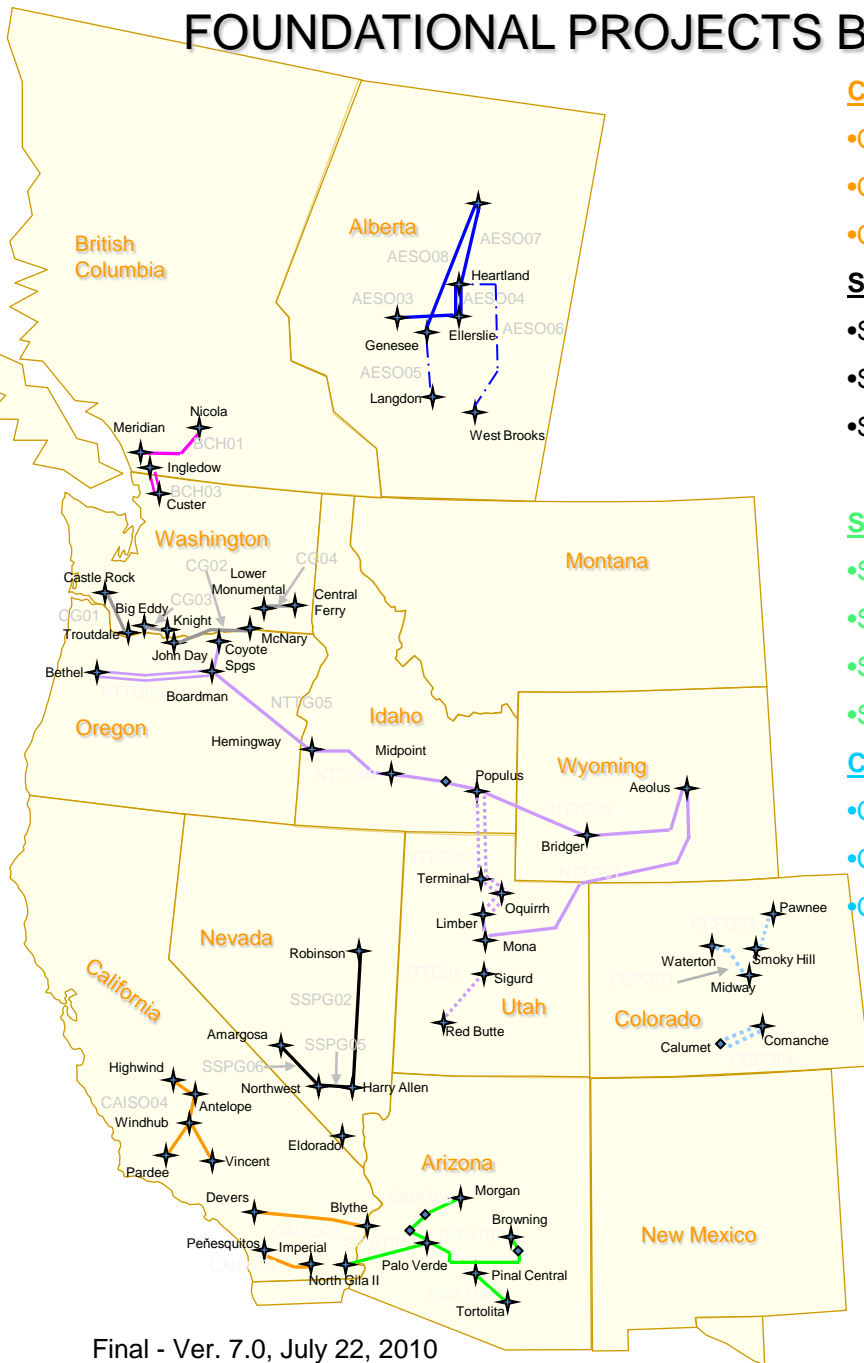 FOUNDATIONAL PROJECTS B
British
Columbia
Alberta
AESO07
AESO08
Heartland
AESO03
AESO04
AESO06
Genesee
Ellerslie
AESO05
Langdon
West Brooks
Nicola
Meridian
BCH01
Ingledow
BCH03
Custer
Washington
CG02
CG04
Castle Rock
Lower
Monumental
Central
Ferry
CG01
Big Eddy
CG03
Knight
Troutdale
McNary
John Day
Coyote
Spgs
Bethel
Boardman
NTTG05
Oregon
Idaho
Montana
Hemingway
Midpoint
Populus
Wyoming
Aeolus
NTTG03
Bridger
NTTG02
Terminal
Oquirrh
Limber
Mona
NTTG01
Sigurd
Utah
Red Butte
CCPG02
Pawnee
Waterton
Smoky Hill
CCPG03
Midway
Colorado
Comanche
Calumet
CCPG04
Nevada
Robinson
California
SSPG02
Amargosa
SSPG05
SSPG06
Northwest
Harry Allen
Highwind
CAISO04
Antelope
Windhub
Pardee
Vincent
Eldorado
Arizona
Devers
Blythe
Morgan
Browning
Peñesquitos
Imperial
North Gila II
Palo Verde
Pinal Central
Tortolita
New Mexico
Final - Ver. 7.0, July 22, 2010
C
•C
•C
•C
S
•S
•S
•S
S
•S
•S
•S
•S
C
•C
•C
•C